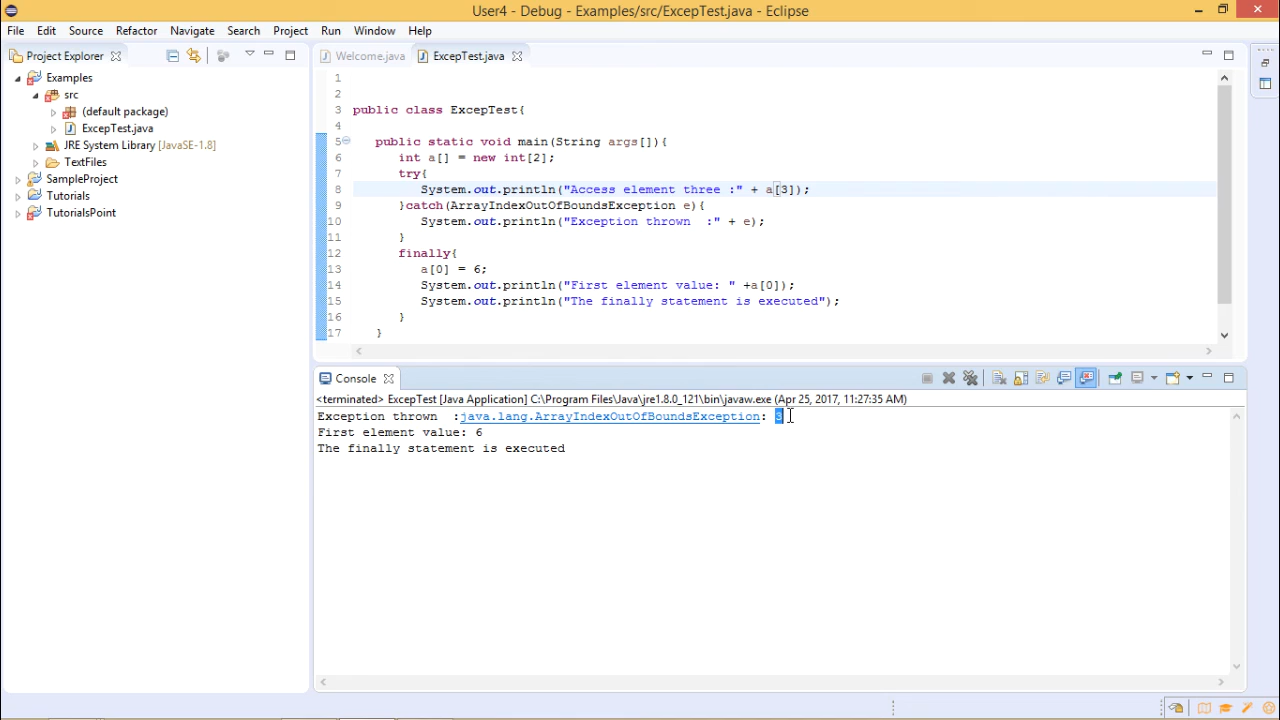 User4 - Debug - Examples/src/ExcepTest.java - Eclipse
File Edit Source Refactor Navigate Search Project Run Window Help
Project Explorer
Examples
src
(default package)
ExcepTest.java
JRE System Library [JavaSE-1.8]
TextFiles
SampleProject
Tutorials
TutorialsPoint
Welcome.java ExcepTest.java
1
2
3 public class ExcepTest{
4
5 public static void main(String args[]){
6 int a[] = new int[2];
7 try{
8 System.out.println("Access element three :" + a[3]);
9 }catch(ArrayIndexOutOfBoundsException e){
10 System.out.println("Exception thrown  :" + e);
11 }
12 finally{
13 a[0] = 6;
14 System.out.println("First element value: " +a[0]);
15 System.out.println("The finally statement is executed");
16 }
17 }
Console
<terminated> ExcepTest [Java Application] C:\Program Files\Java\jre1.8.0_121\bin\javaw.exe (Apr 25, 2017, 11:27:35 AM)
Exception thrown  :java.lang.ArrayIndexOutOfBoundsException: 3
First element value: 6
The finally statement is executed